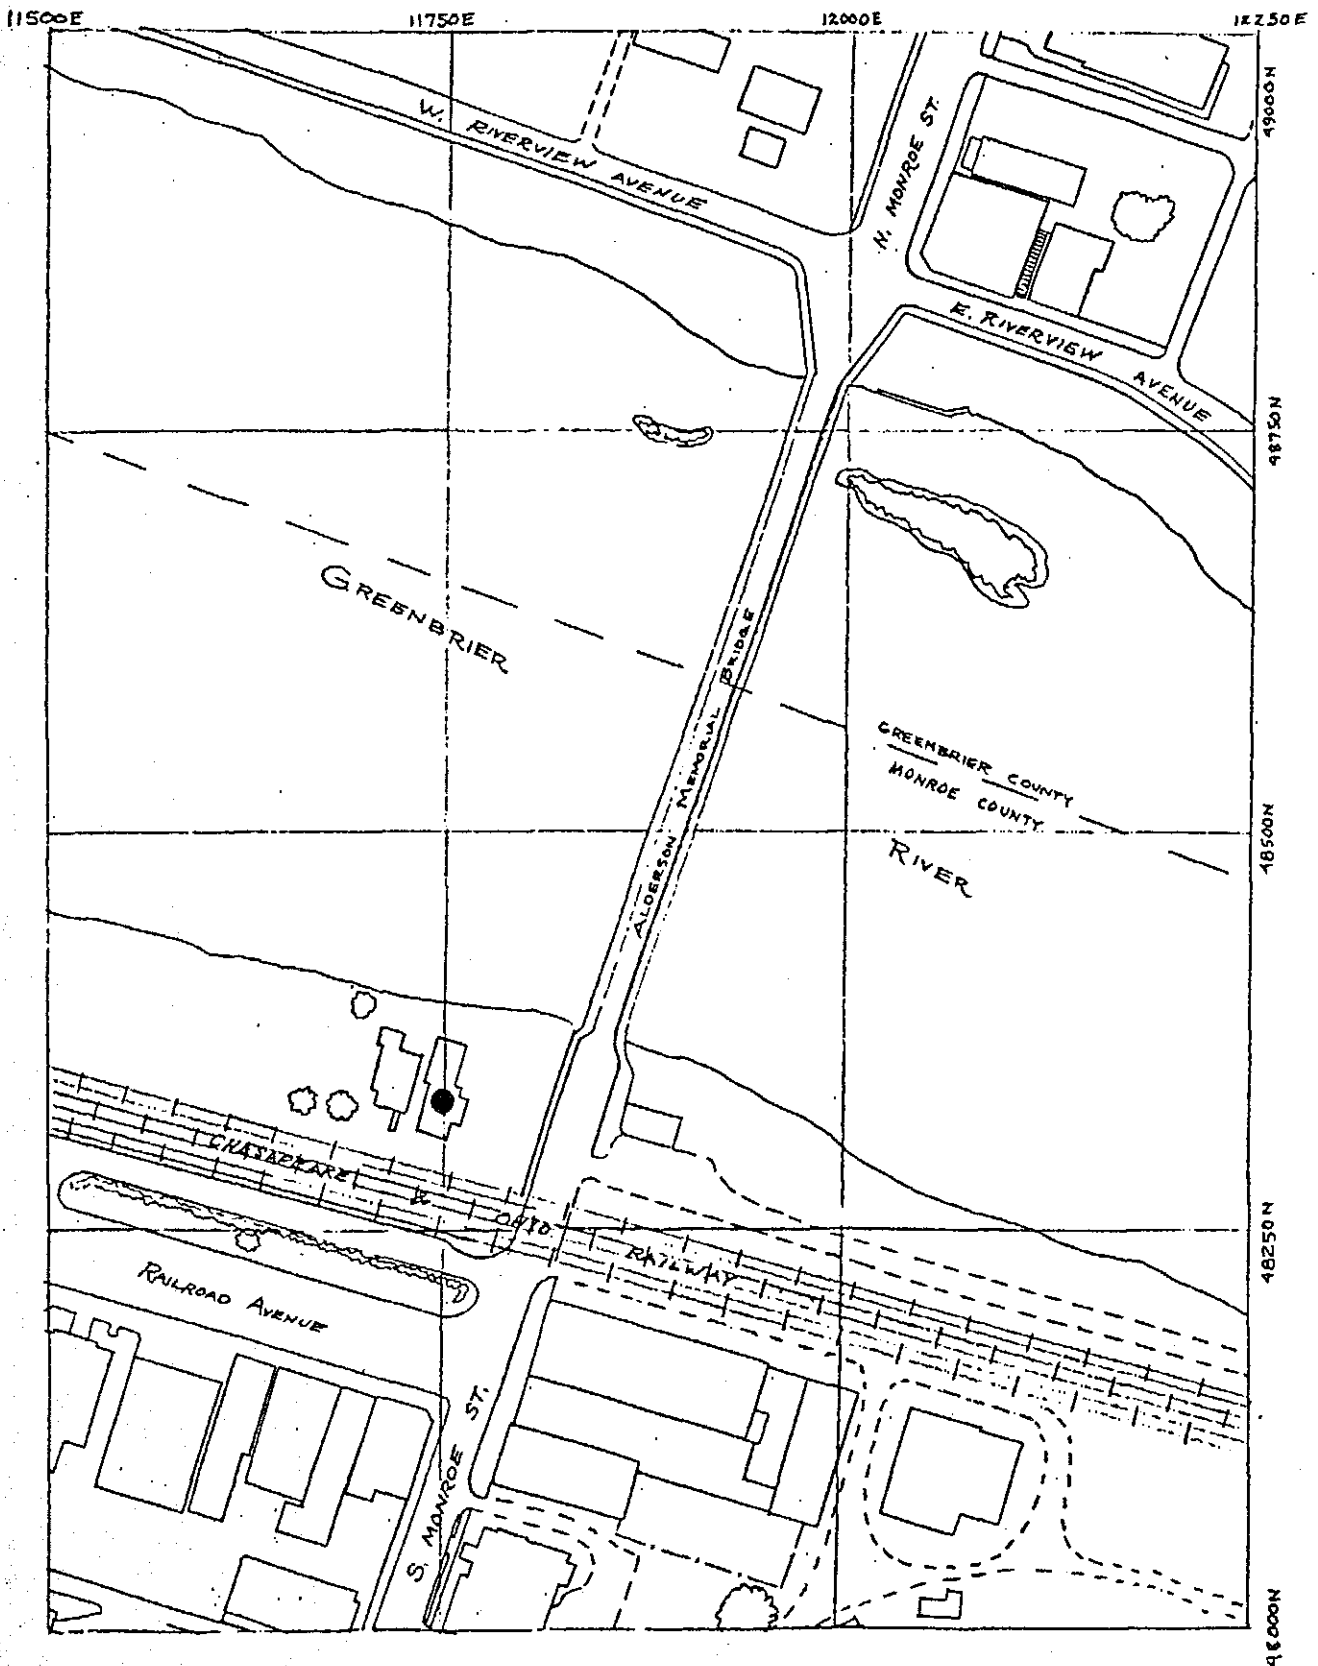 11500E 11750E 12000E 12250E
49000N
W. RIVERVIEW AVENUE
N. MONROE ST.
E. RIVERVIEW AVENUE
48750N
GREENBRIER
ALDERSON MEMORIAL BRIDGE
GREENBRIER COUNTY
MONROE COUNTY
48500N
RIVER
CHASAPEAKE & OHIO RAILWAY
48250N
RAILROAD AVENUE
S. MONROE ST.
48000N